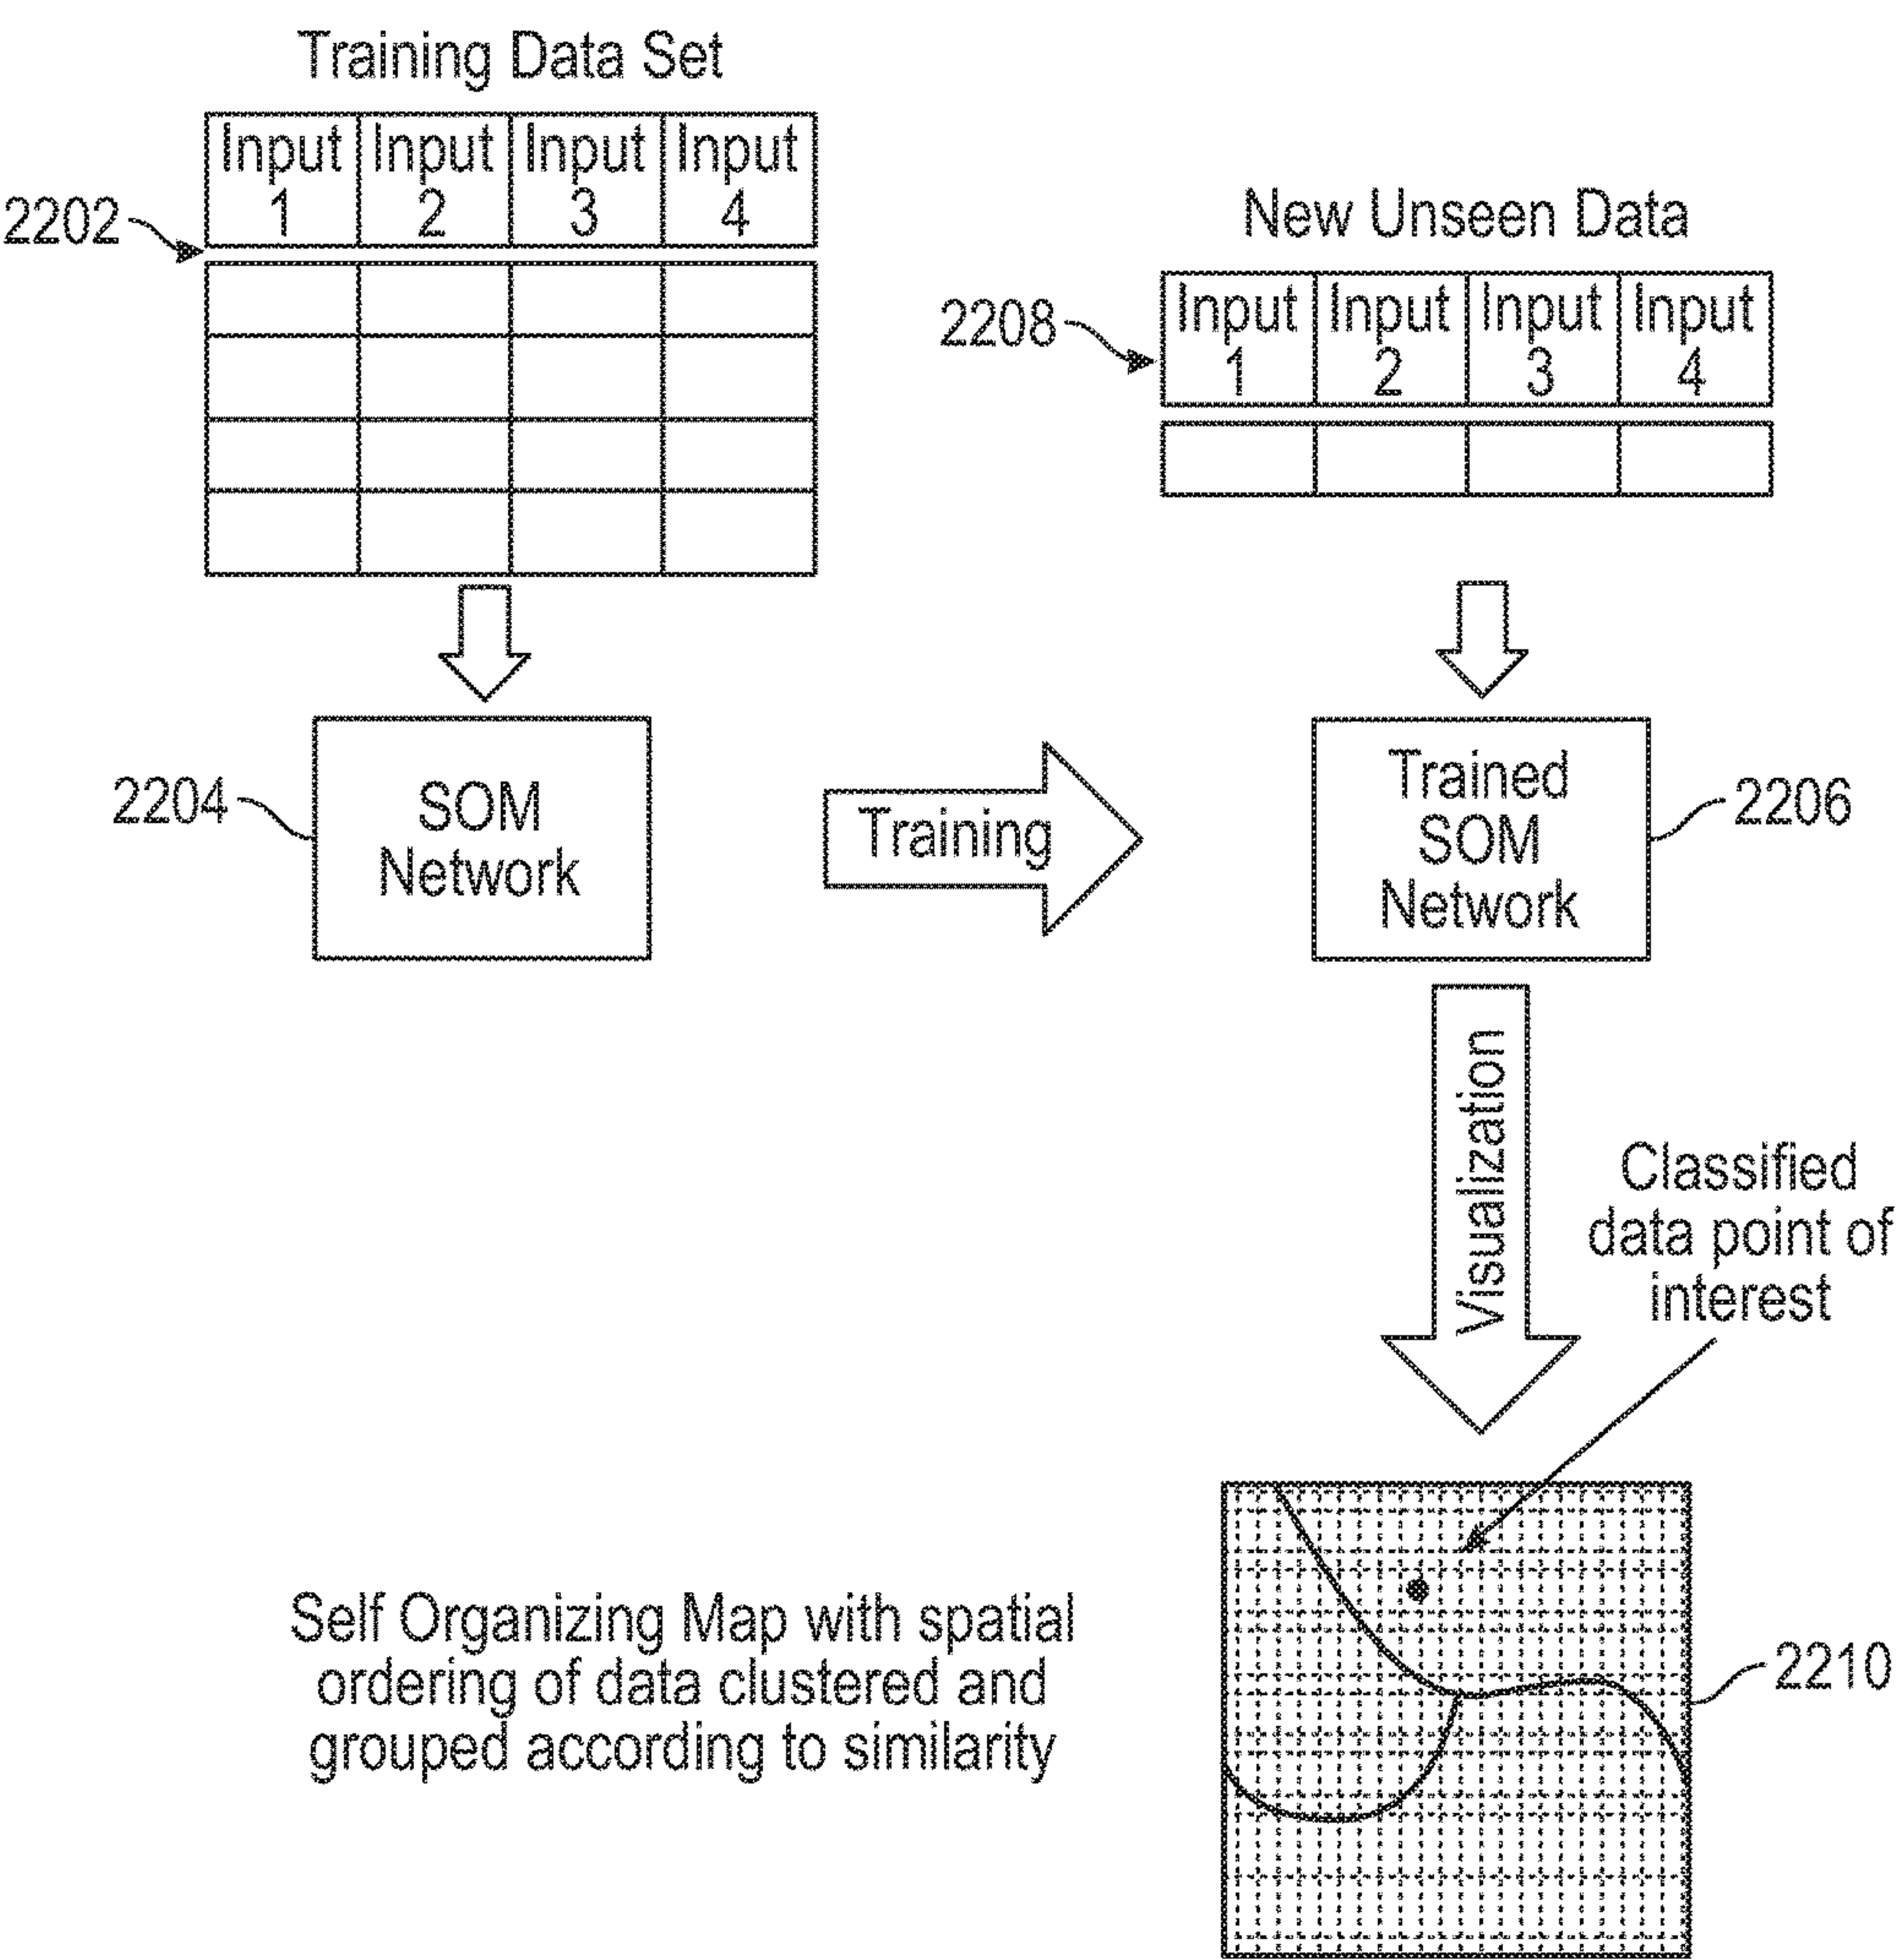 Training Data Set
Input Input Input Input
1 2 3 4
2202
New Unseen Data
Input Input Input Input
1 2 3 4
2208
SOM
Network
2204
Training
Trained
SOM
Network
2206
Visualization
Classified
data point of
interest
Self Organizing Map with spatial
ordering of data clustered and
grouped according to similarity
2210